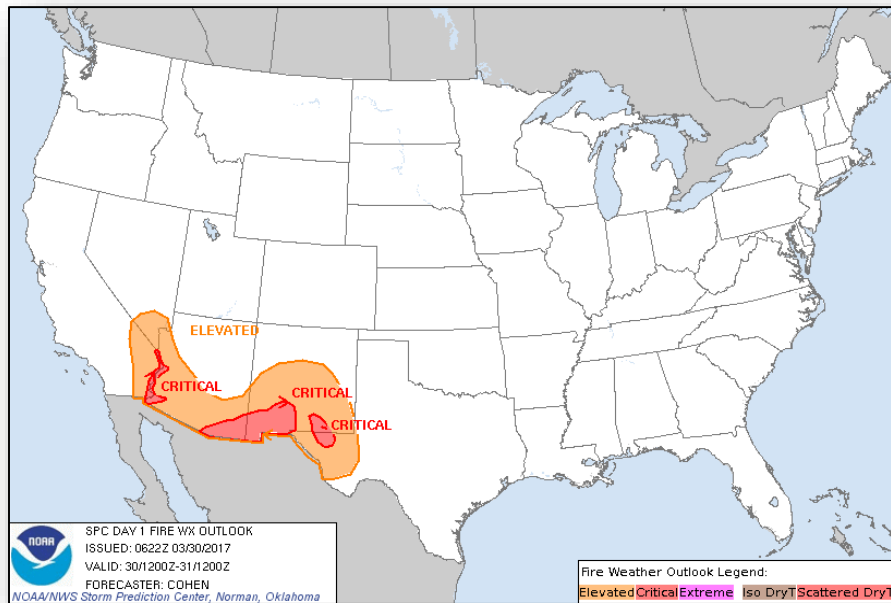 ELEVATED
CRITICAL
CRITICAL
CRITICAL
NOAA
SPC DAY 1 FIRE WX OUTLOOK
ISSUED: 0622Z 03/30/2017
VALID: 30/1200Z-31/1200Z
FORECASTER: COHEN
NOAA/NWS Storm Prediction Center, Norman, Oklahoma
Fire Weather Outlook Legend:
Elevated Critical Extreme Iso DryT Scattered DryT